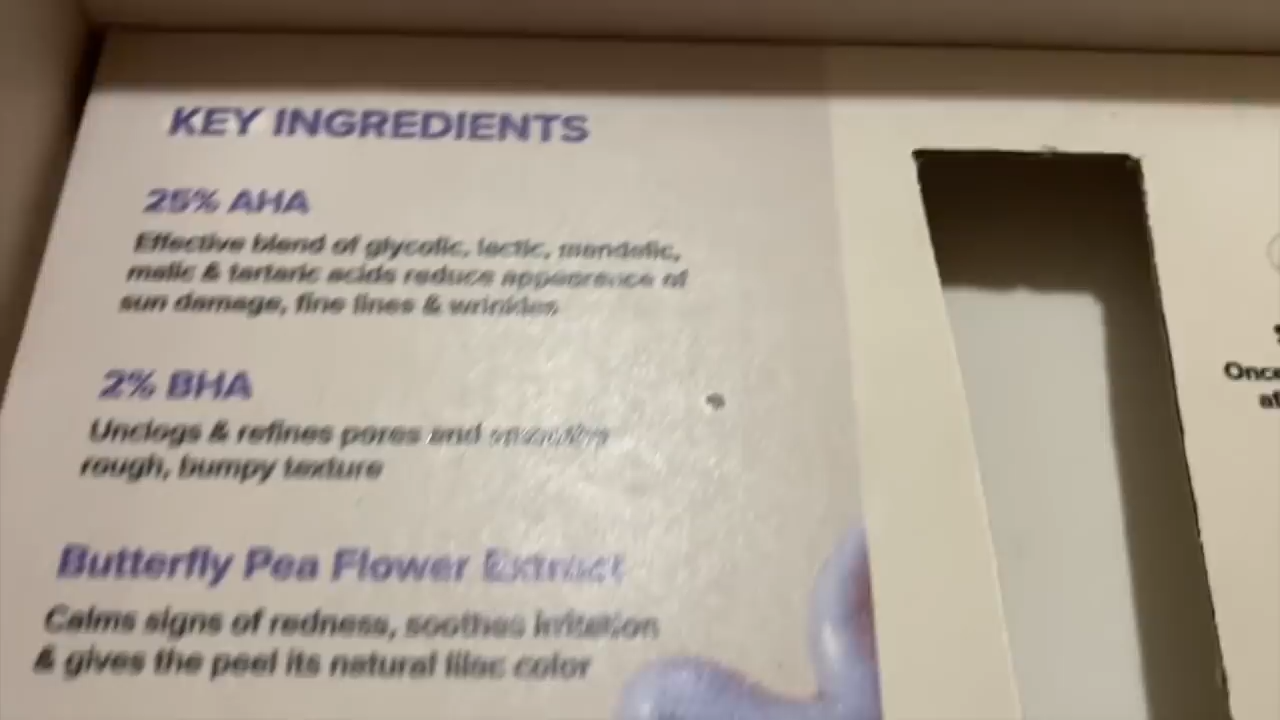 KEY INGREDIENTS
25% AHA
Effective blend of glycolic, lactic, mandelic,
malic & tartaric acids reduce appearance of
sun damage, fine lines & wrinkles
2% BHA
Unclogs & refines pores and
rough, bumpy texture
Butterfly Pea Flower Extract
Calms signs of redness, soothes irritation
& gives the peel its natural lilac color
Once